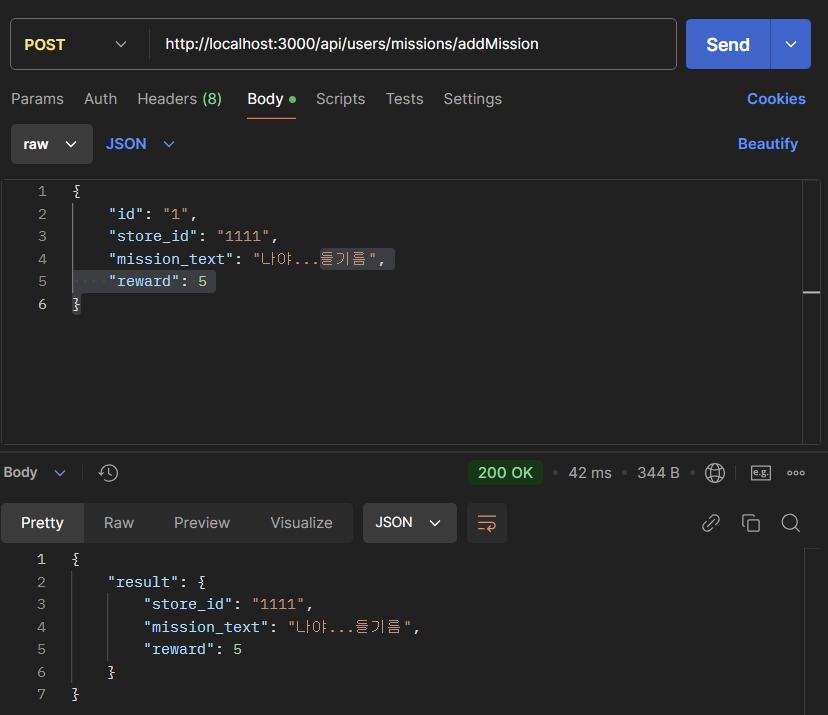 POST http://localhost:3000/api/users/missions/addMission Send
Params Auth Headers (8) Body Scripts Tests Settings Cookies
raw JSON Beautify
1 {
2 "id": "1",
3 "store_id": "1111",
4 "mission_text": "나야...들기름",
5 "reward": 5
6 }
Body 200 OK 42 ms 344 B e.g.
Pretty Raw Preview Visualize JSON
1 {
2 "result": {
3 "store_id": "1111",
4 "mission_text": "나야...들기름",
5 "reward": 5
6 }
7 }